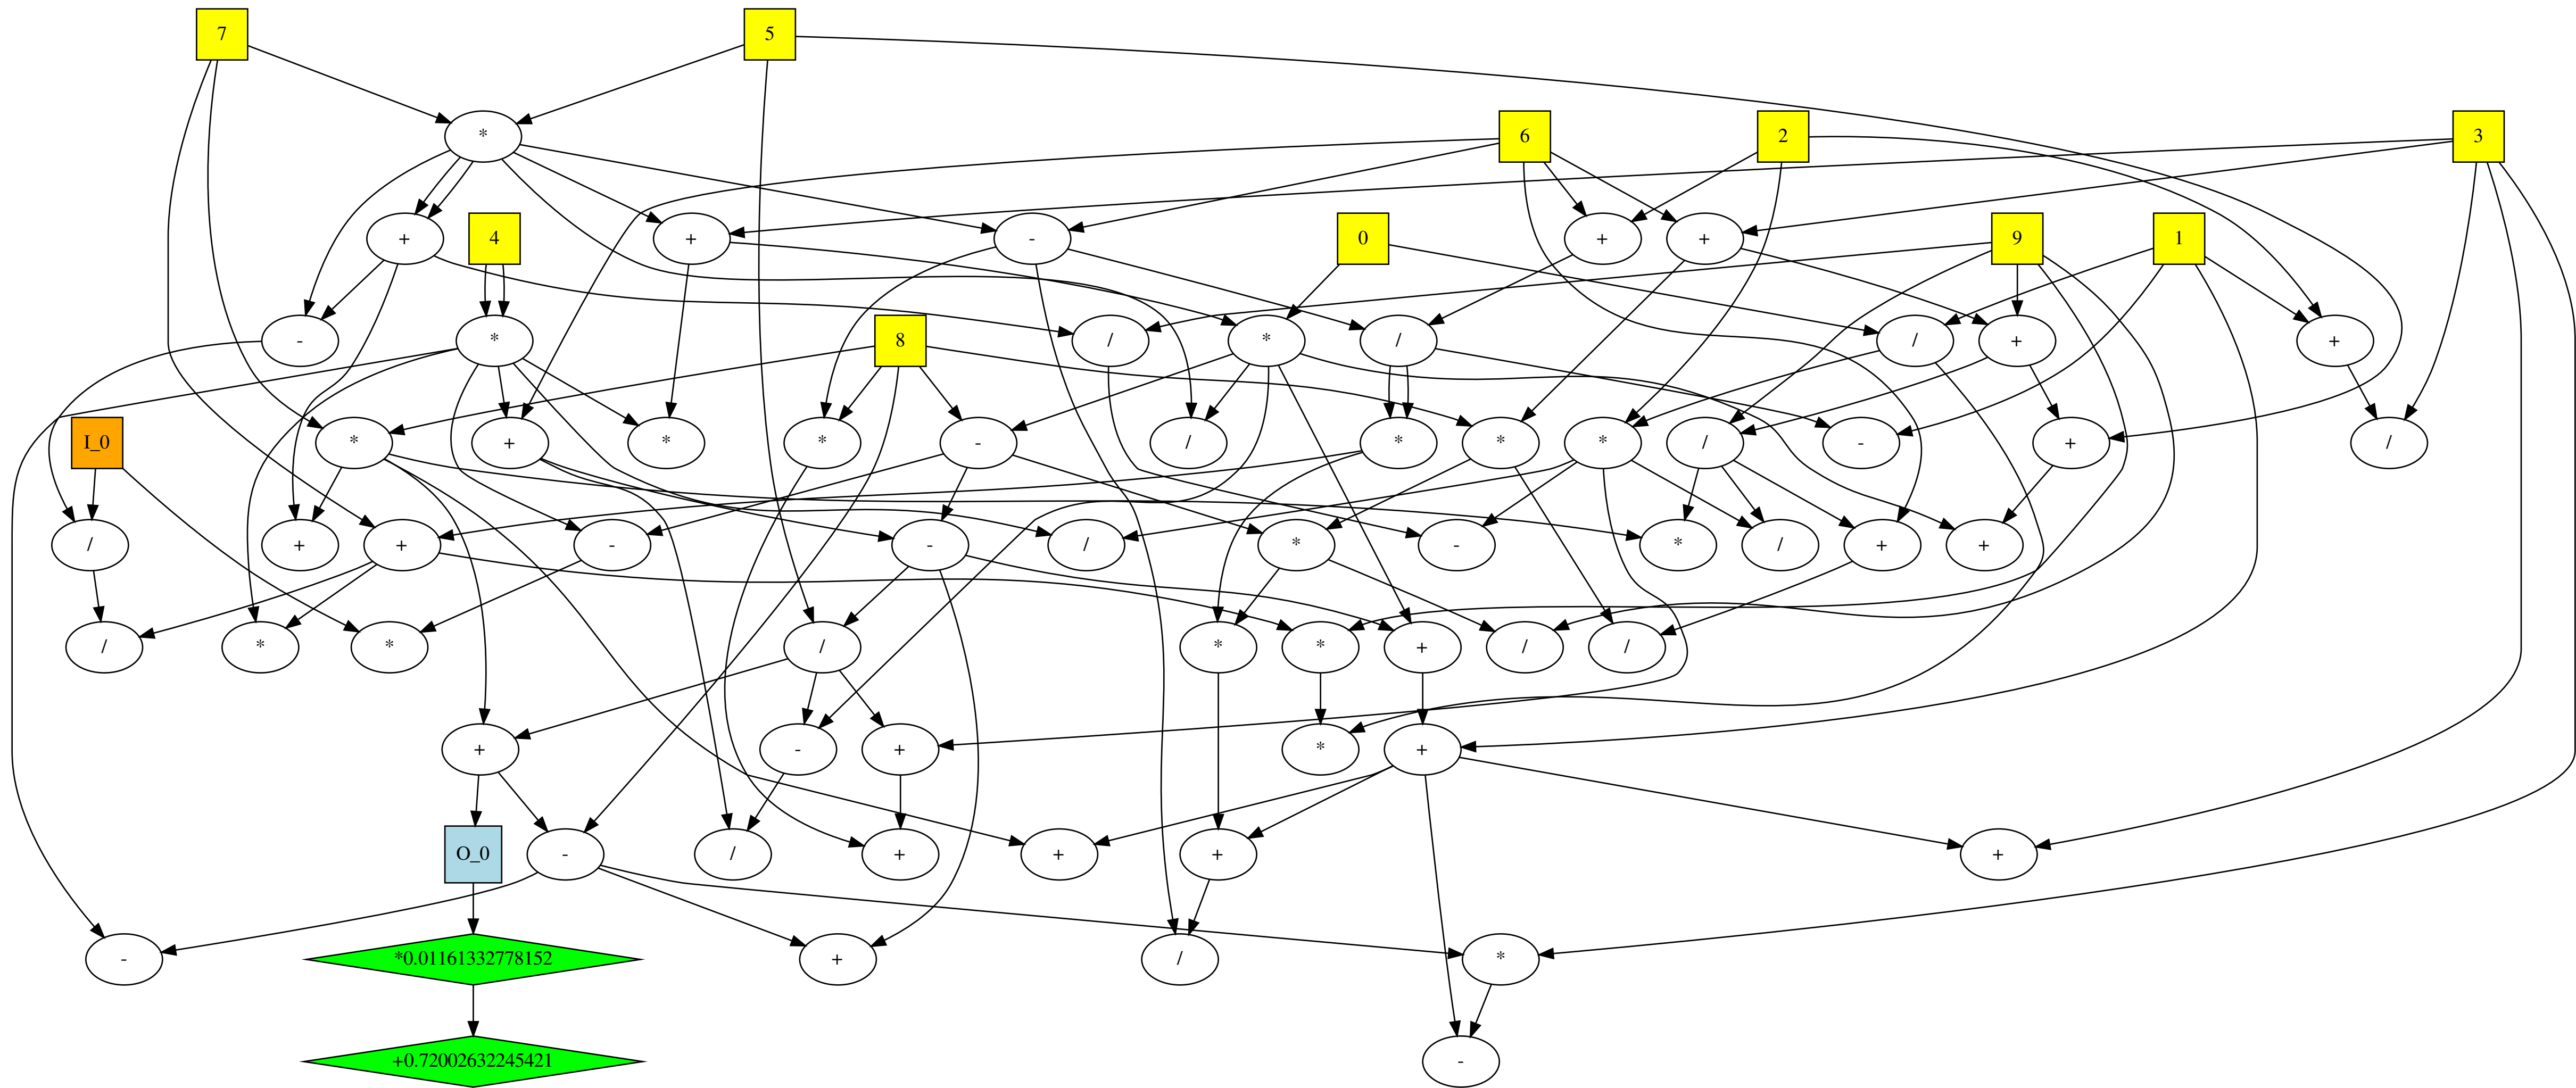 7 5
* 6 2 3
+ 4 + - 0 + + 9 1
- * 8 / * / / + +
I_0 * + * * - / * * * / - + /
/ + + - - / * - * / + +
/ * * / * * + / /
+ - + * +
O_0 - / + + + +
- *0.01161332778152 + / *
+0.72002632245421 -